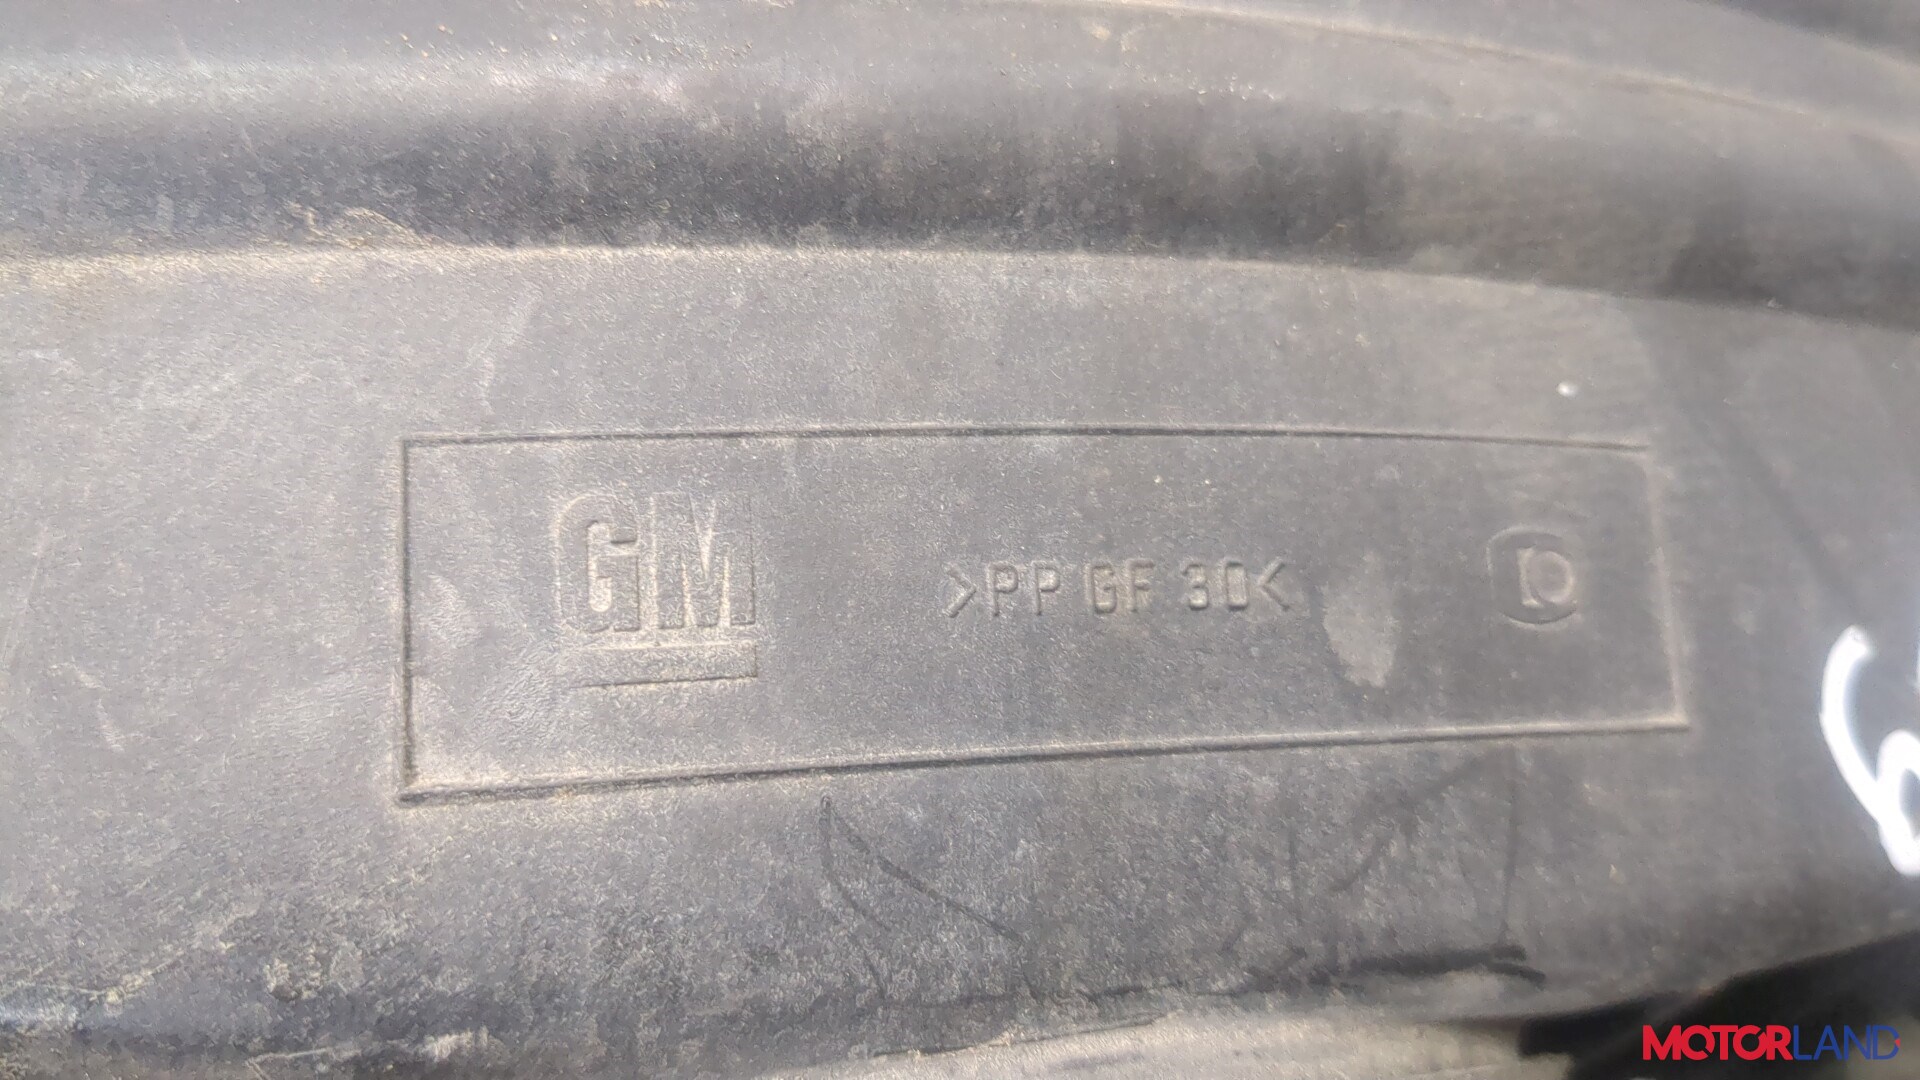 GM >PP GF 30<
MOTORLAND